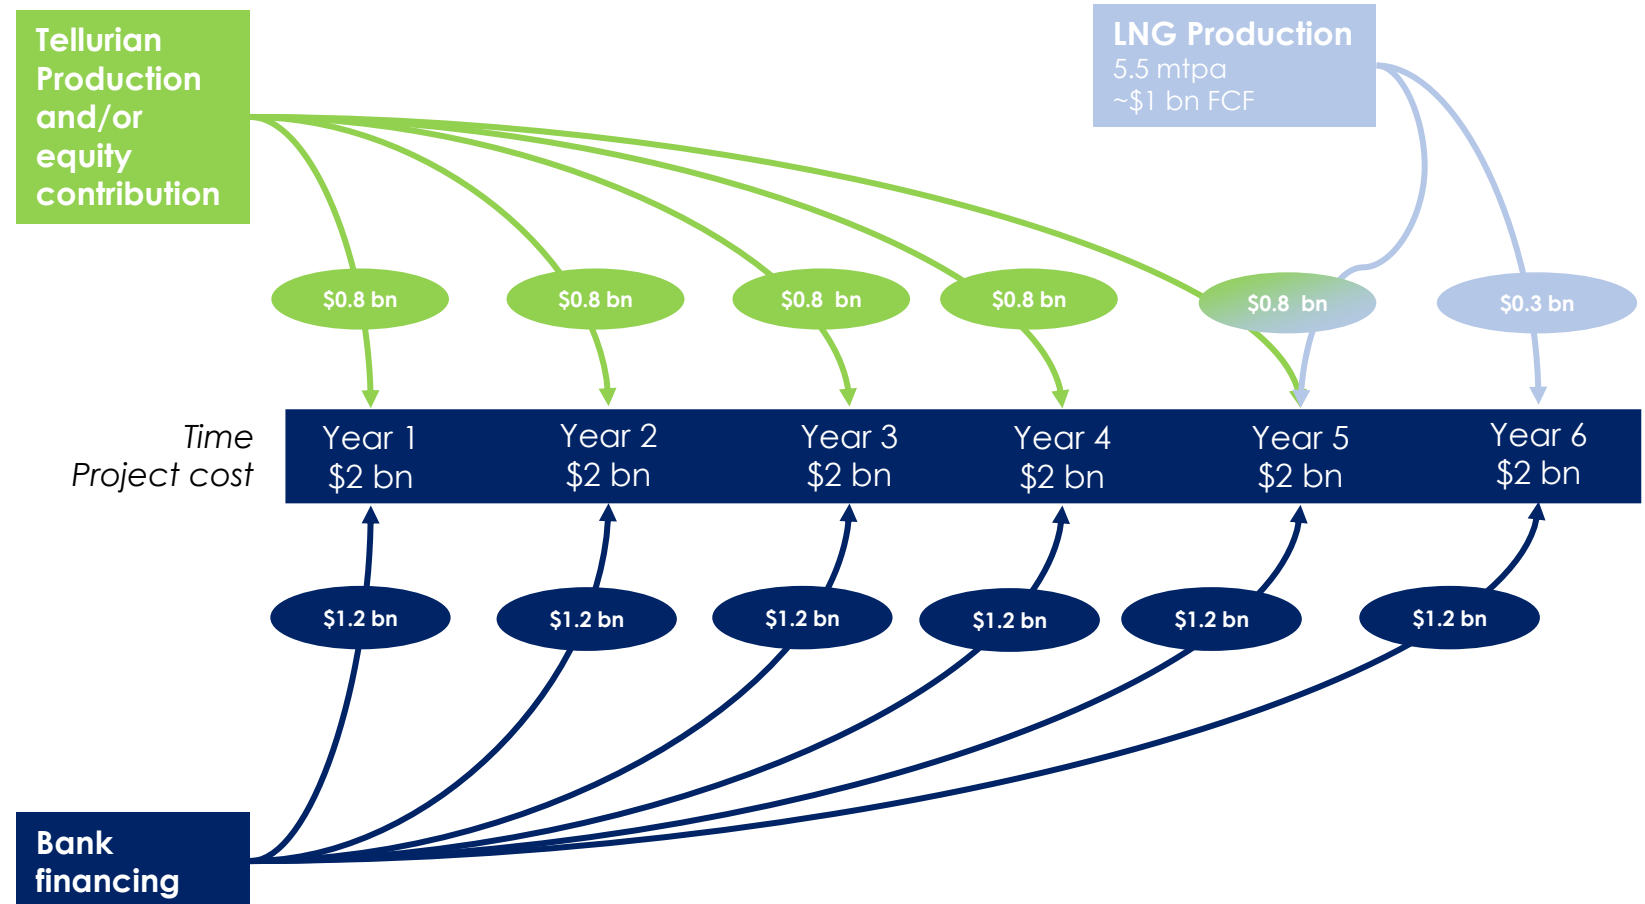 Tellurian
Production
and/or
equity
contribution
LNG Production
5.5 mtpa
~$1 bn FCF
$0.8 bn
$0.8 bn
$0.8 bn
$0.8 bn
$0.8 bn
$0.3 bn
Time
Project cost
Year 1
$2 bn
Year 2
$2 bn
Year 3
$2 bn
Year 4
$2 bn
Year 5
$2 bn
Year 6
$2 bn
$1.2 bn
$1.2 bn
$1.2 bn
$1.2 bn
$1.2 bn
$1.2 bn
Bank
financing